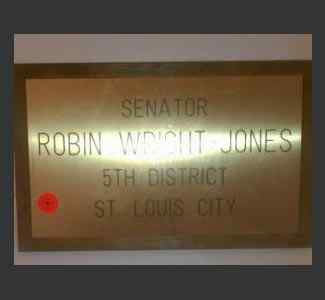 SENATOR
ROBIN WRIGHT-JONES
5TH DISTRICT
ST. LOUIS CITY